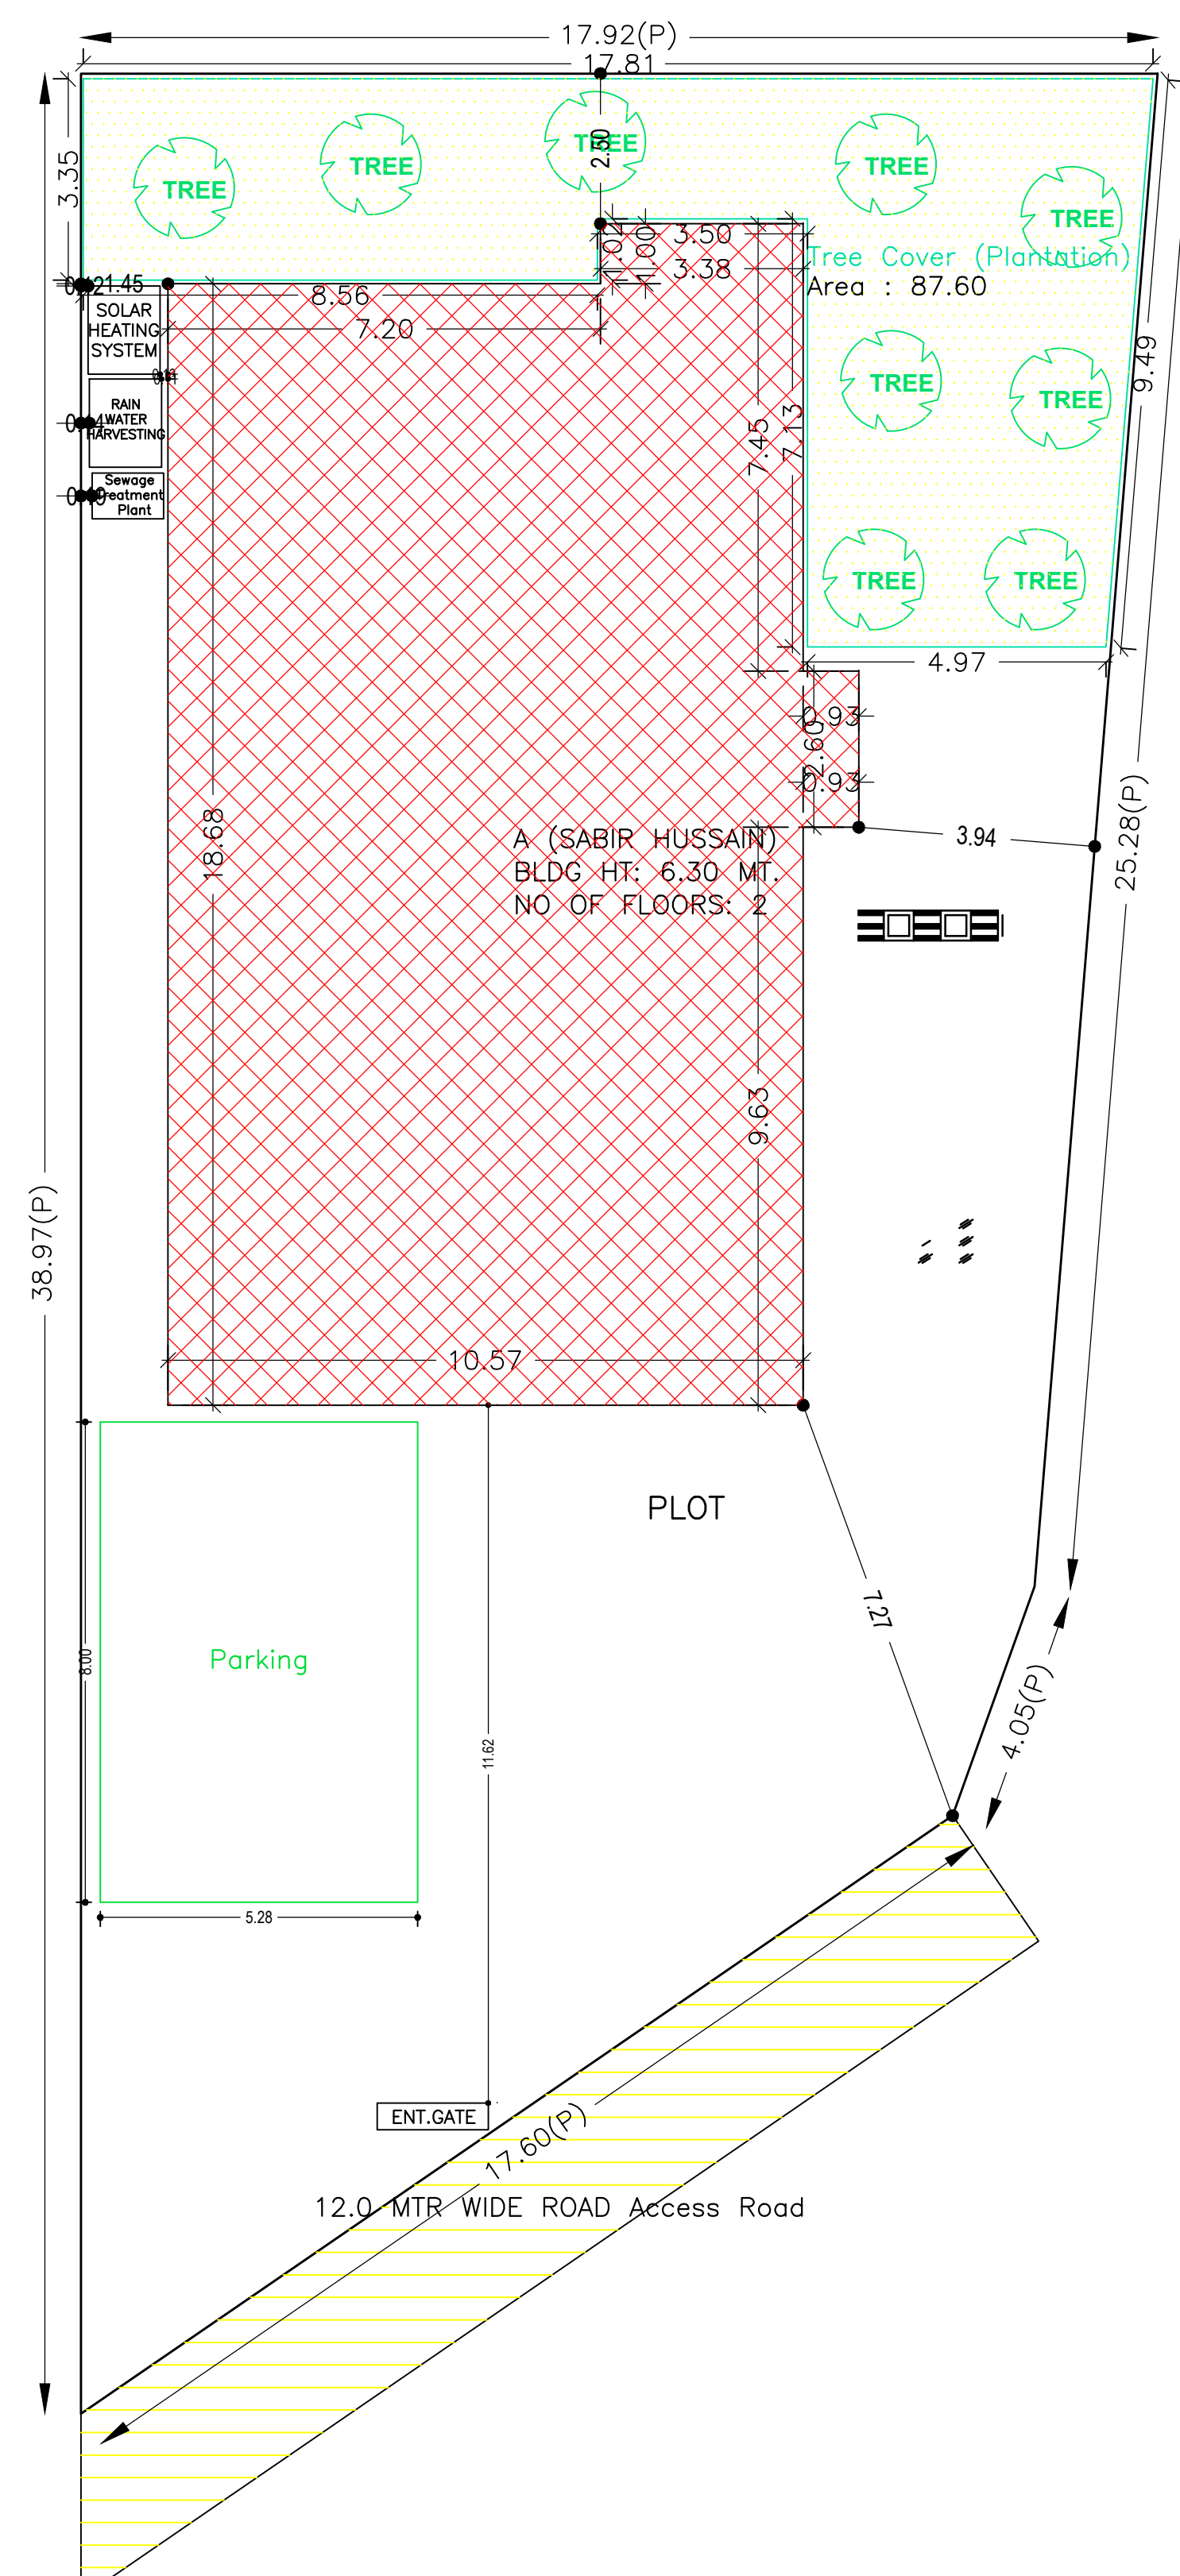 17.92(P)
17.81
3.35
TREE
TREE
TREE
TREE
TREE
2.50
1.02
1.00
3.50
3.38
Tree Cover (Plantation)
Area : 87.60
1.45
8.56
7.20
SOLAR
HEATING
SYSTEM
RAIN
WATER
HARVESTING
Sewage
Treatment
Plant
TREE
TREE
9.49
7.45
7.13
TREE
TREE
4.97
0.93
2.60
0.93
3.94
25.28(P)
18.68
A (SABIR HUSSAIN)
BLDG HT: 6.30 MT.
NO OF FLOORS: 2
9.63
38.97(P)
10.57
PLOT
7.27
Parking
8.00
4.05(P)
11.62
5.28
ENT.GATE
17.60(P)
12.0 MTR WIDE ROAD Access Road